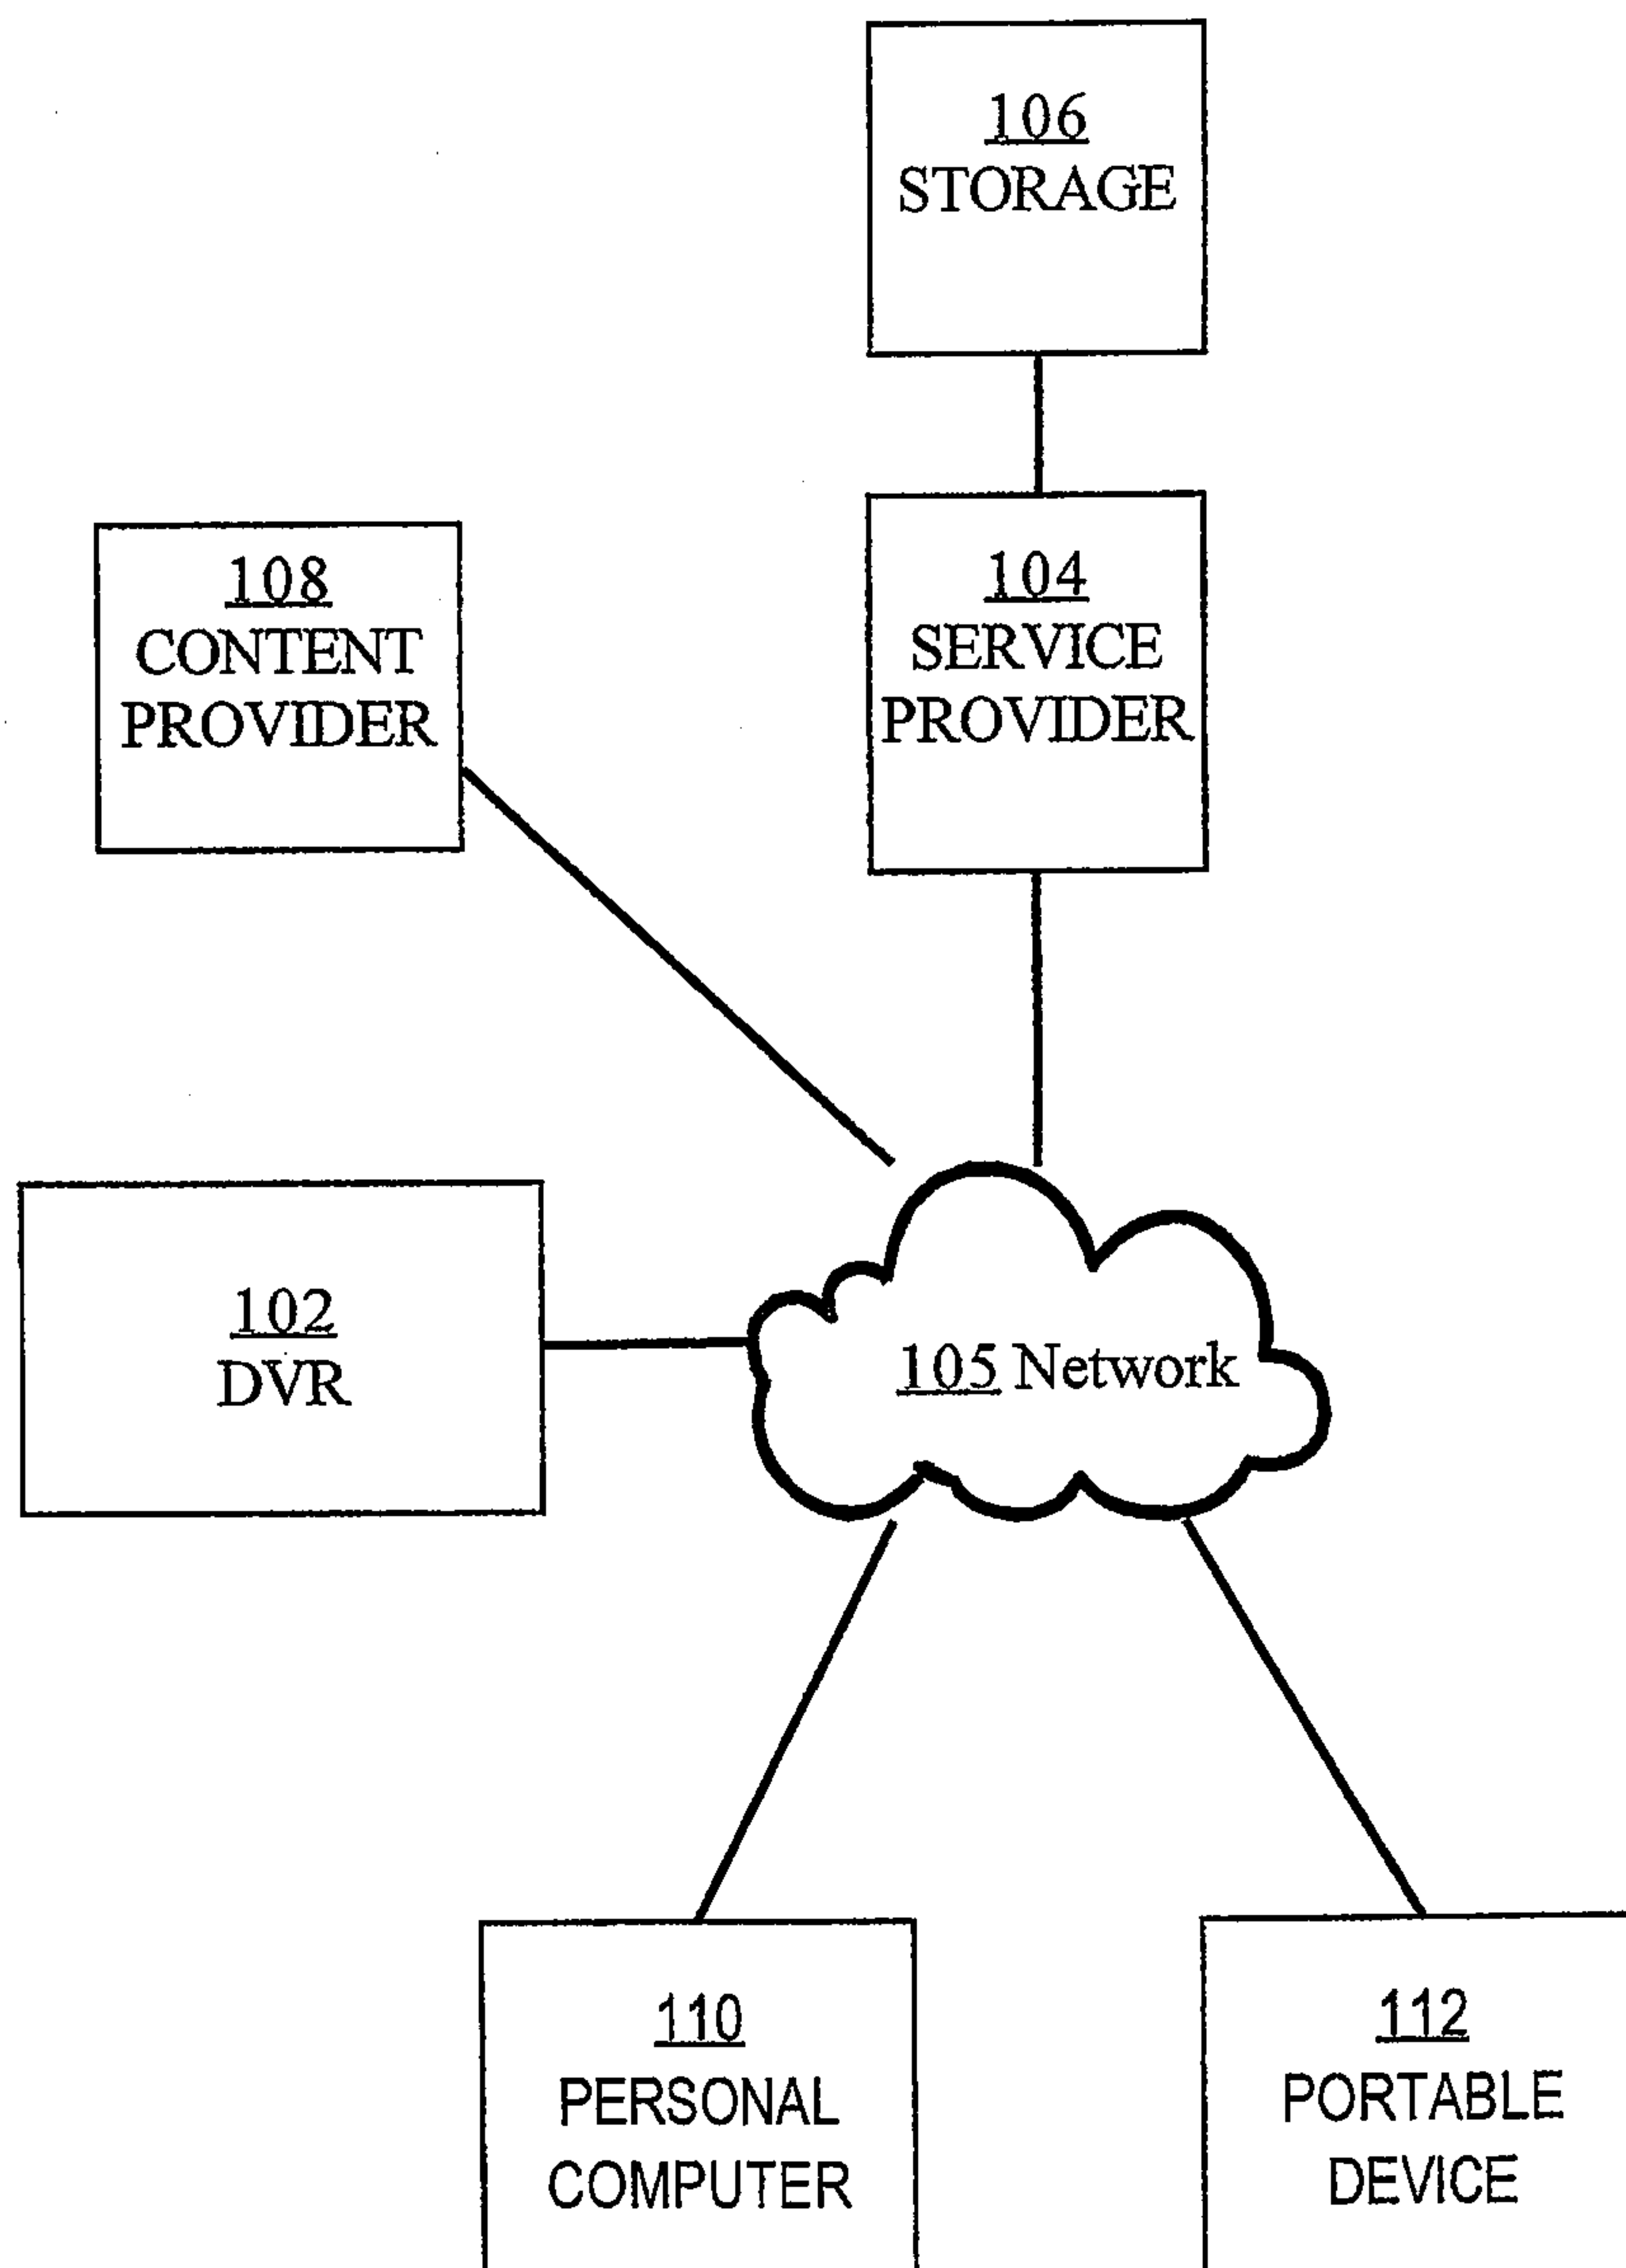 106
STORAGE
108
CONTENT
PROVIDER
104
SERVICE
PROVIDER
102
DVR
105 Network
110
PERSONAL
COMPUTER
112
PORTABLE
DEVICE